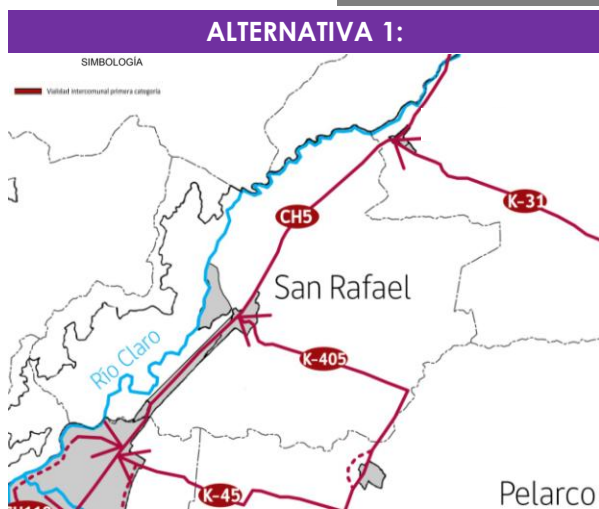 ALTERNATIVA 1:
SIMBOLOGÍA
Vialidad intercomunal primera categoría
K-31
CH5
San Rafael
Río Claro
K-405
K-45
Pelarco